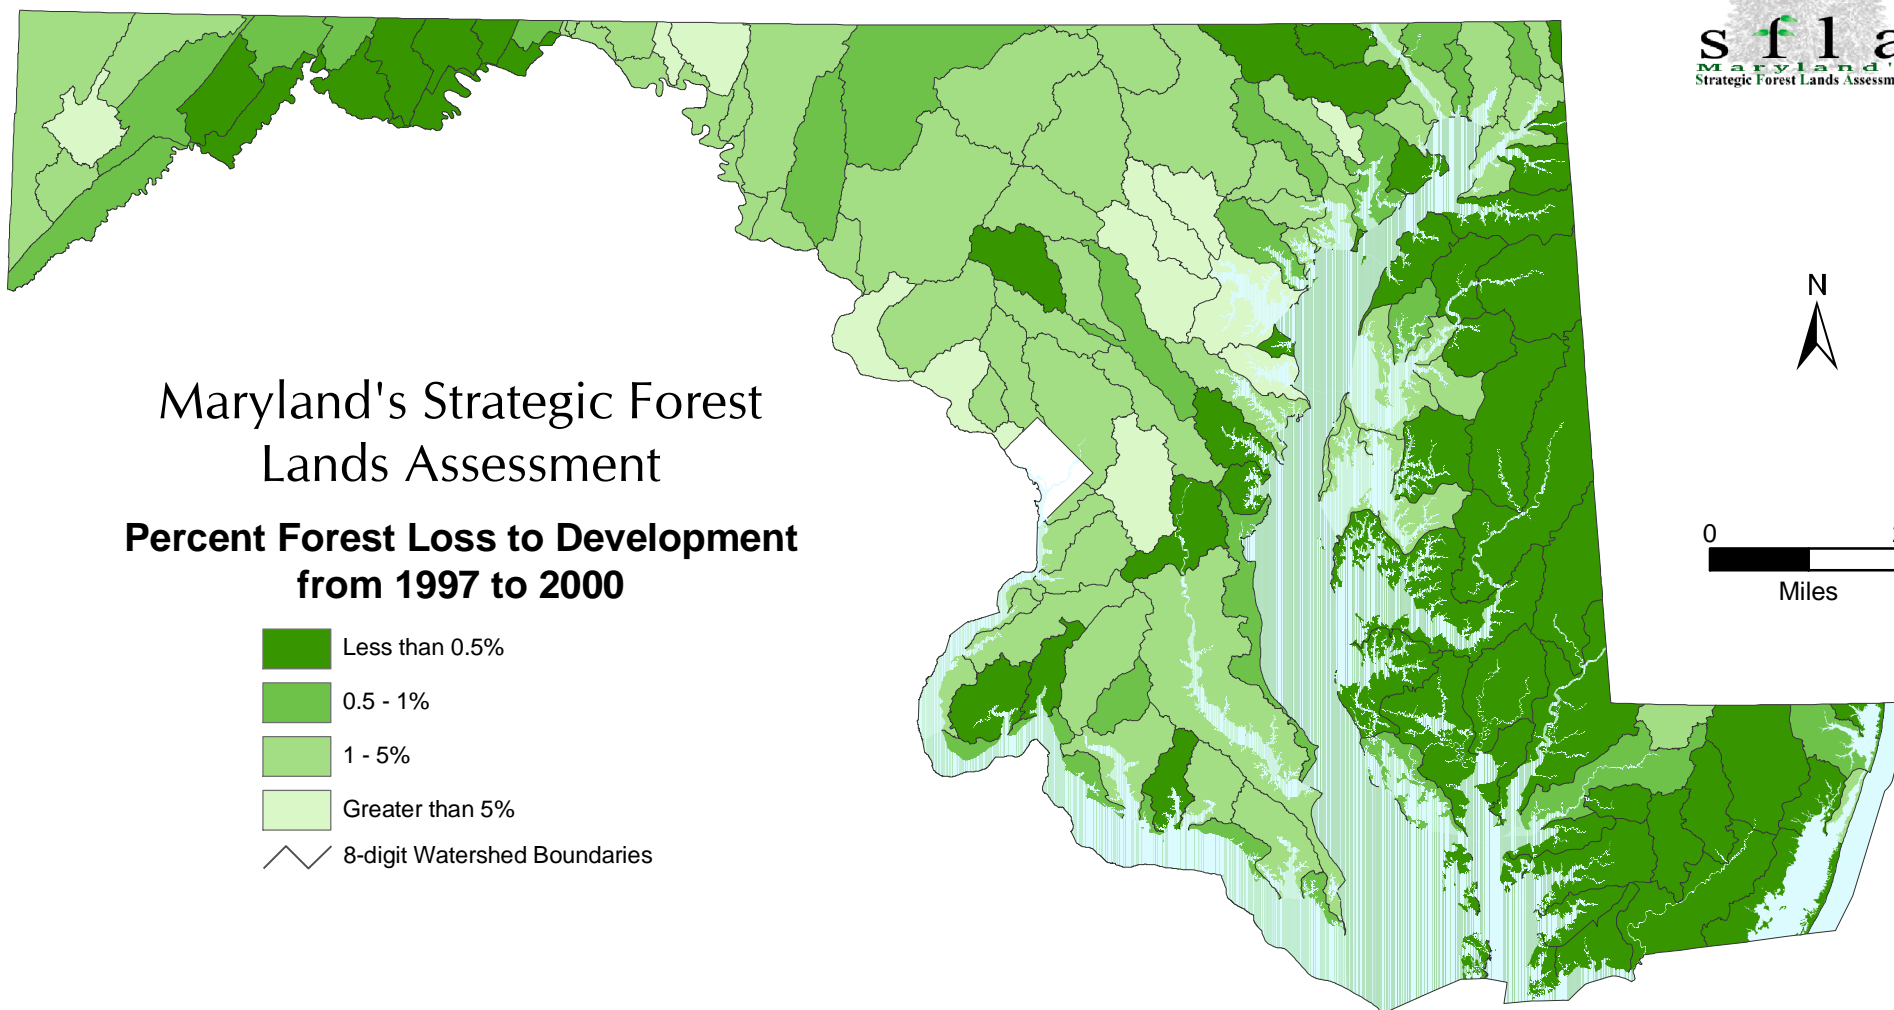 s f l a
Maryland's
Strategic Forest Lands Assessm
N
Maryland's Strategic Forest
Lands Assessment
Percent Forest Loss to Development
from 1997 to 2000
0
Miles
Less than 0.5%
0.5 - 1%
1 - 5%
Greater than 5%
8-digit Watershed Boundaries